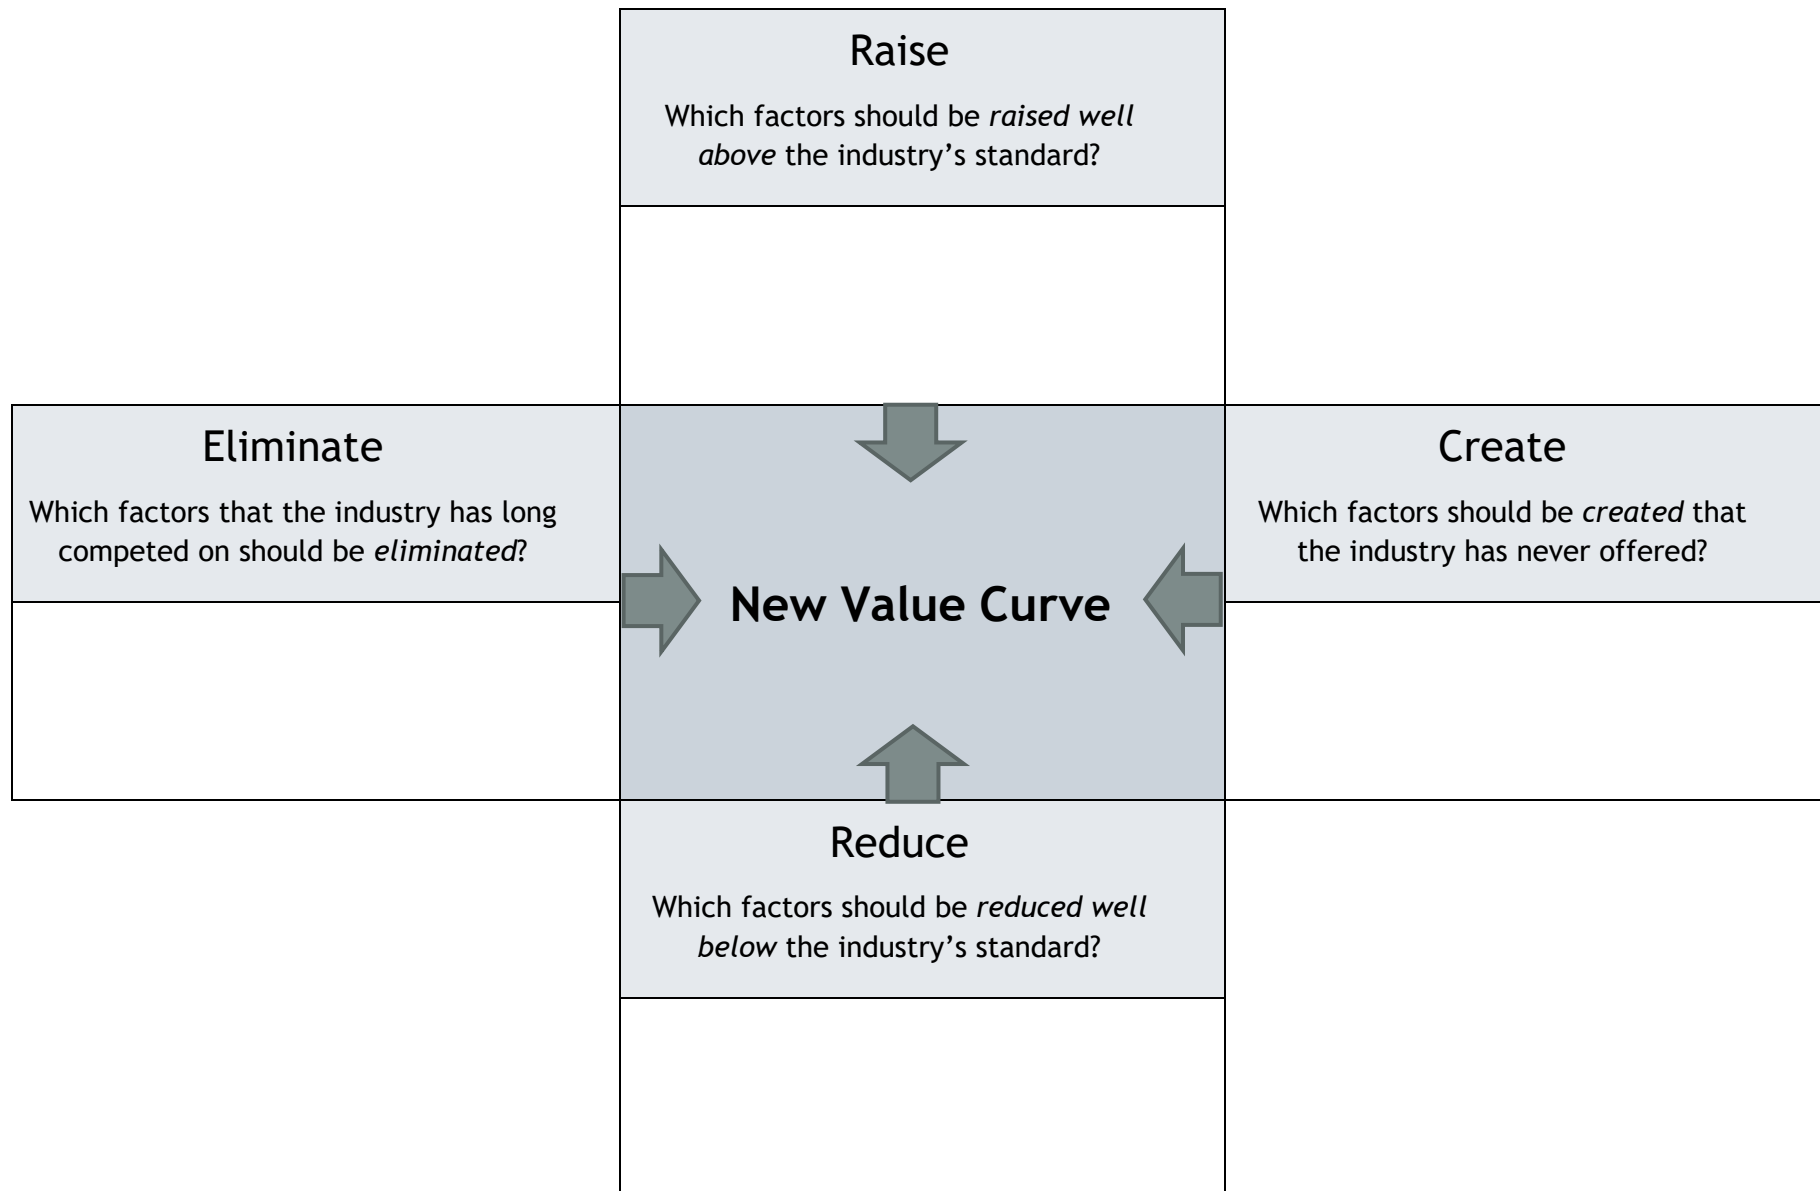 Raise
Which factors should be raised well
above the industry’s standard?
Eliminate
Which factors that the industry has long
competed on should be eliminated?
New Value Curve
Create
Which factors should be created that
the industry has never offered?
Reduce
Which factors should be reduced well
below the industry’s standard?